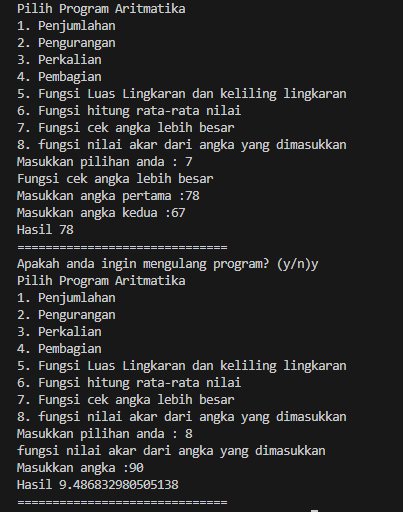 Pilih Program Aritmatika
1. Penjumlahan
2. Pengurangan
3. Perkalian
4. Pembagian
5. Fungsi Luas Lingkaran dan keliling lingkaran
6. Fungsi hitung rata-rata nilai
7. Fungsi cek angka lebih besar
8. fungsi nilai akar dari angka yang dimasukkan
Masukkan pilihan anda : 7
Fungsi cek angka lebih besar
Masukkan angka pertama :78
Masukkan angka kedua :67
Hasil 78
==============================
Apakah anda ingin mengulang program? (y/n)y
Pilih Program Aritmatika
1. Penjumlahan
2. Pengurangan
3. Perkalian
4. Pembagian
5. Fungsi Luas Lingkaran dan keliling lingkaran
6. Fungsi hitung rata-rata nilai
7. Fungsi cek angka lebih besar
8. fungsi nilai akar dari angka yang dimasukkan
Masukkan pilihan anda : 8
fungsi nilai akar dari angka yang dimasukkan
Masukkan angka :90
Hasil 9.486832980505138
==============================